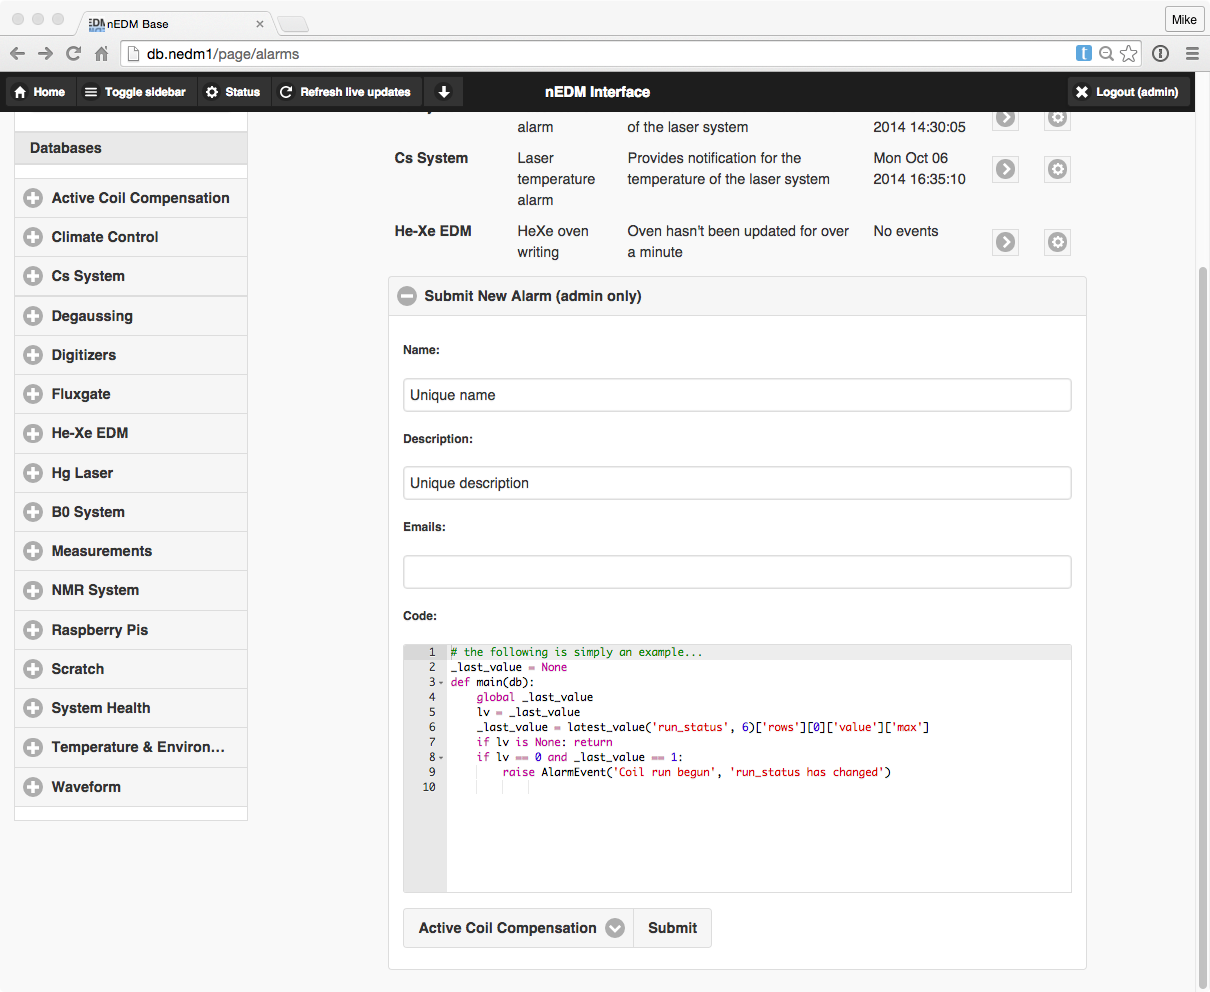 nEDM Base
Mike
db.nedm1/page/alarms
Home
Toggle sidebar
Status
Refresh live updates
nEDM Interface
Logout (admin)
Databases
Active Coil Compensation
Climate Control
Cs System
Degaussing
Digitizers
Fluxgate
He-Xe EDM
Hg Laser
B0 System
Measurements
NMR System
Raspberry Pis
Scratch
System Health
Temperature & Environ...
Waveform
alarm
of the laser system
2014 14:30:05
Cs System
Laser
temperature
alarm
Provides notification for the
temperature of the laser system
Mon Oct 06
2014 16:35:10
He-Xe EDM
HeXe oven
writing
Oven hasn't been updated for over
a minute
No events
Submit New Alarm (admin only)
Name:
Unique name
Description:
Unique description
Emails:
Code:
1 # the following is simply an example...
2 _last_value = None
3 def main(db):
4 global _last_value
5 lv = _last_value
6 _last_value = latest_value('run_status', 6)['rows'][0]['value']['max']
7 if lv is None: return
8 if lv == 0 and _last_value == 1:
9 raise AlarmEvent('Coil run begun', 'run_status has changed')
10
Active Coil Compensation
Submit